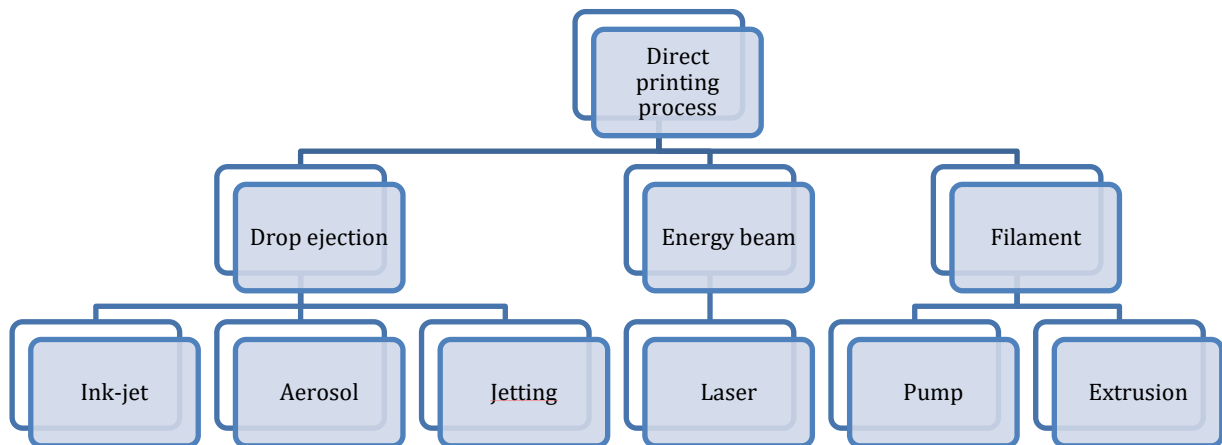 Direct
printing
process
Drop ejection
Energy beam
Filament
Ink-jet
Aerosol
Jetting
Laser
Pump
Extrusion